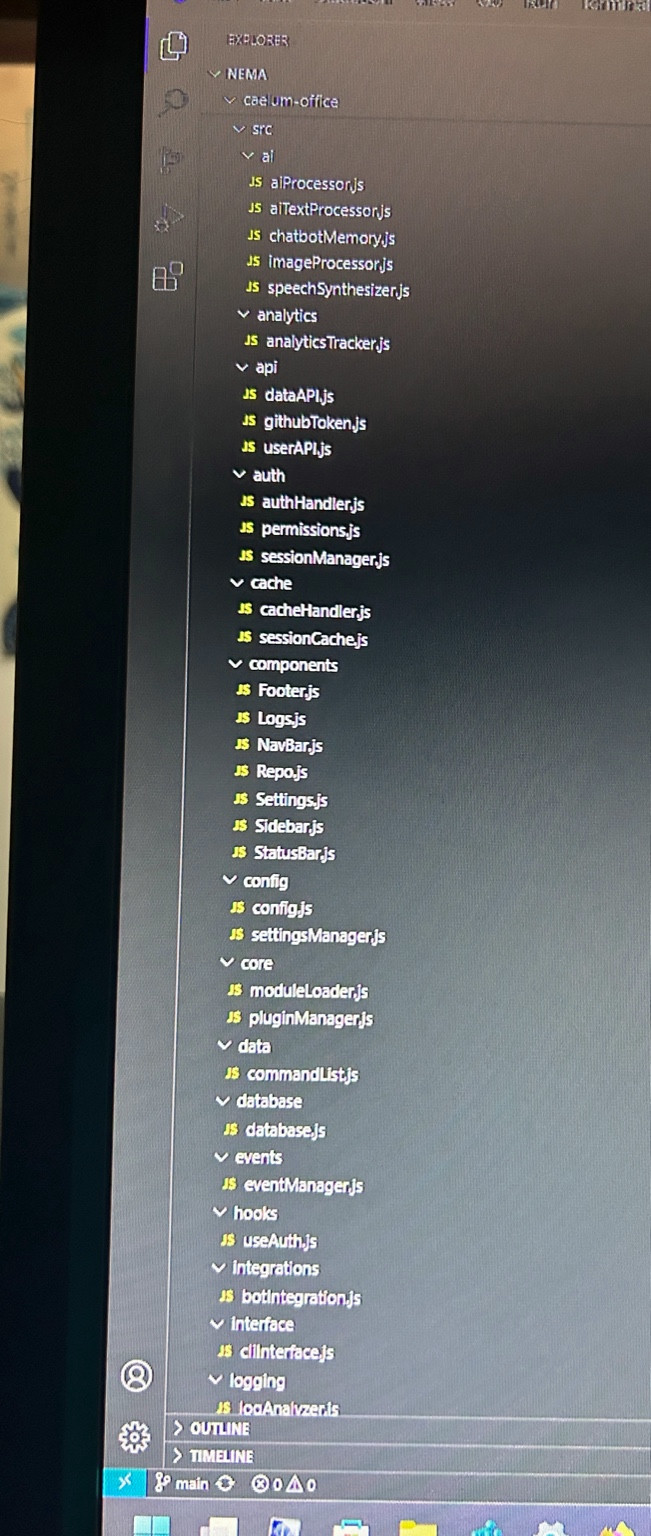 Run Terminal
EXPLORER
NEMA
caelum-office
src
ai
JS aiProcessor.js
JS aiTextProcessor.js
JS chatbotMemory.js
JS imageProcessor.js
JS speechSynthesizer.js
analytics
JS analyticsTracker.js
api
JS dataAPI.js
JS githubToken.js
JS userAPI.js
auth
JS authHandler.js
JS permissions.js
JS sessionManager.js
cache
JS cacheHandler.js
JS sessionCache.js
components
JS Footer.js
JS Logs.js
JS NavBar.js
JS Repo.js
JS Settings.js
JS Sidebar.js
JS StatusBar.js
config
JS config.js
JS settingsManager.js
core
JS moduleLoader.js
JS pluginManager.js
data
JS commandList.js
database
JS database.js
events
JS eventManager.js
hooks
JS useAuth.js
integrations
JS botIntegration.js
interface
JS cliInterface.js
logging
JS logAnalyzer.js
OUTLINE
TIMELINE
main 0 0